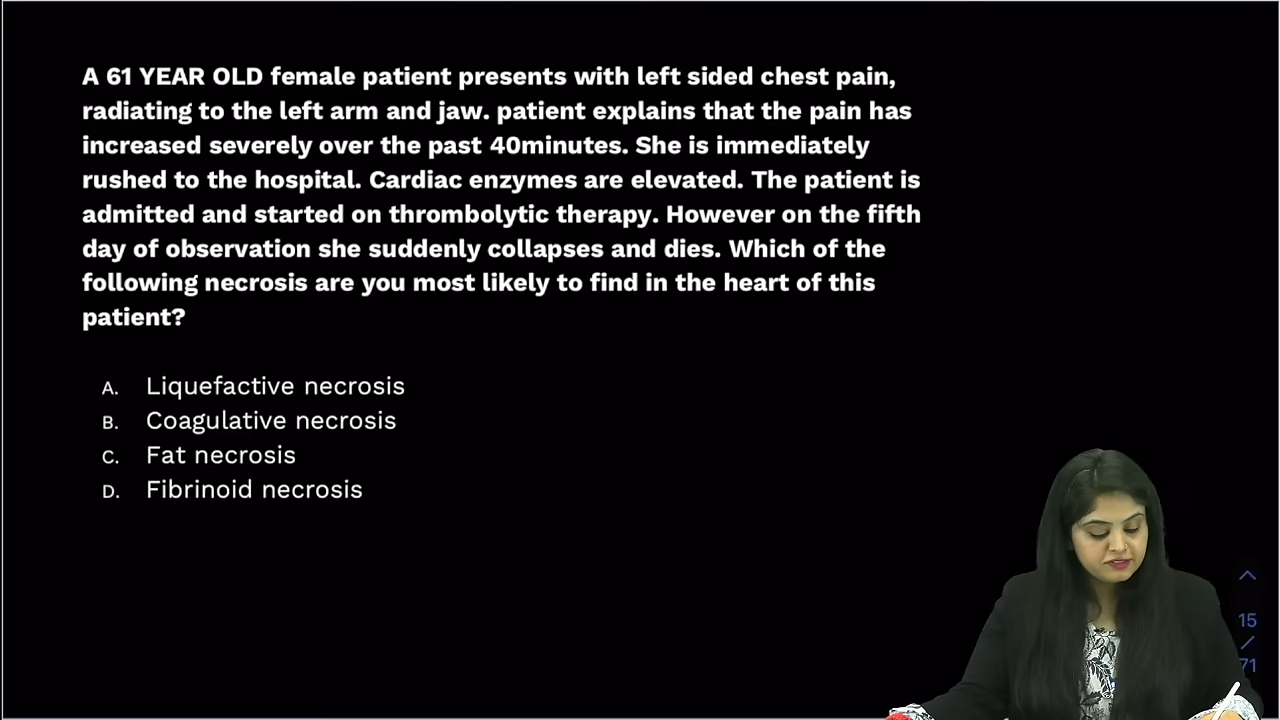 A 61 YEAR OLD female patient presents with left sided chest pain,
radiating to the left arm and jaw. patient explains that the pain has
increased severely over the past 40minutes. She is immediately
rushed to the hospital. Cardiac enzymes are elevated. The patient is
admitted and started on thrombolytic therapy. However on the fifth
day of observation she suddenly collapses and dies. Which of the
following necrosis are you most likely to find in the heart of this
patient?
A. Liquefactive necrosis
B. Coagulative necrosis
C. Fat necrosis
D. Fibrinoid necrosis
15
/
71